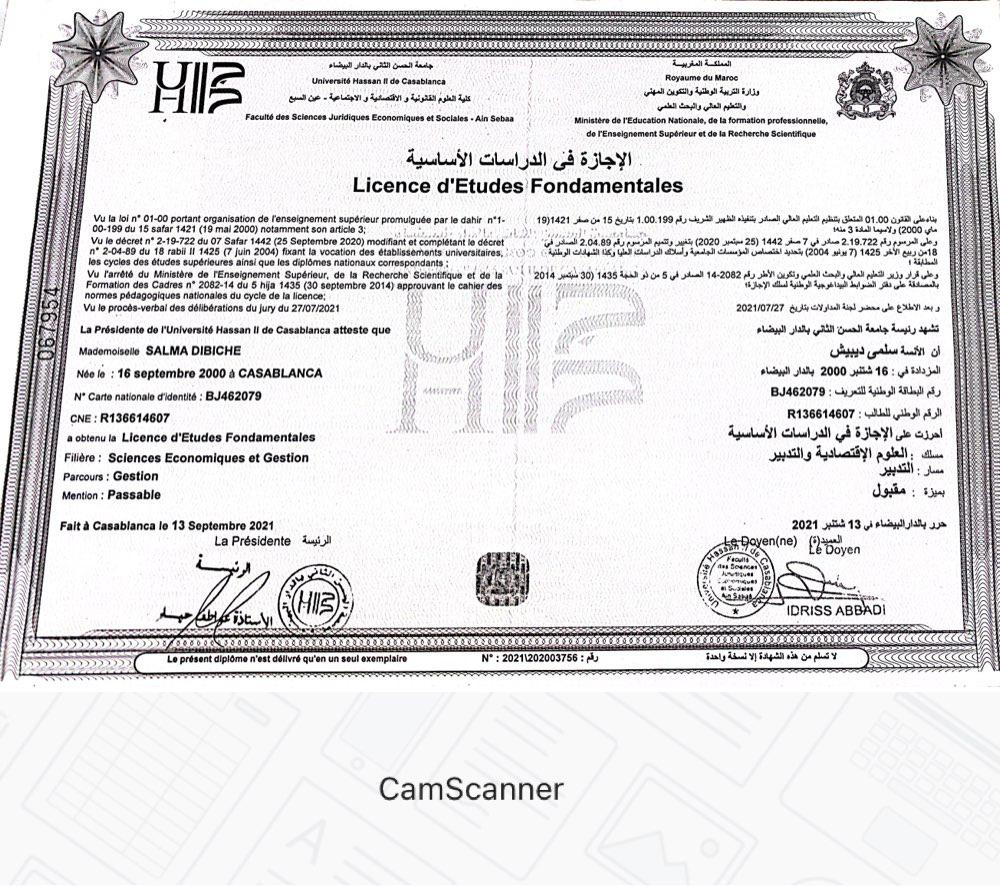 جامعة الحسن الثاني بالدار البيضاء
Université Hassan II de Casablanca
كلية العلوم القانونية و الاقتصادية و الاجتماعية - عين السبع
Faculté des Sciences Juridiques Economiques et Sociales - Ain Sebaa
المملكة المغربية
Royaume du Maroc
وزارة التربية الوطنية والتكوين المهني
والتعليم العالي والبحث العلمي
Ministère de l'Education Nationale, de la formation professionnelle,
de l'Enseignement Supérieur et de la Recherche Scientifique
الإجازة في الدراسات الأساسية
Licence d'Etudes Fondamentales
Vu la loi n° 01-00 portant organisation de l'enseignement supérieur promulguée par le dahir n°1-
00-199 du 15 safar 1421 (19 mai 2000) notamment son article 3;
Vu le décret n° 2-19-722 du 07 Safar 1442 (25 Septembre 2020) modifiant et complétant le décret
n° 2-04-89 du 18 rabii II 1425 (7 juin 2004) fixant la vocation des établissements universitaires,
les cycles des études supérieures ainsi que les diplômes nationaux correspondants ;
Vu l'arrêté du Ministère de l'Enseignement Supérieur, de la Recherche Scientifique et de la
Formation des Cadres n° 2082-14 du 5 hija 1435 (30 septembre 2014) approuvant le cahier des
normes pédagogiques nationales du cycle de la licence;
Vu le procès-verbal des délibérations du jury du 27/07/2021
بناءعلى القانون 01.00 المتعلق بتنظيم التعليم العالي الصادر بتنفيذه الظهير الشريف رقم 1.00.199 بتاريخ 15 من صفر 1421(19
ماي 2000) ولاسيما المادة 3 منه؛
وعلى المرسوم رقم 2.19.722 صادر في 7 صفر 1442 (25 سبتمبر 2020) بتغيير وتتميم المرسوم رقم 2.04.89 الصادر في
18من ربيع الآخر 1425 (7 يونيو 2004) بتحديد اختصاص المؤسسات الجامعية وأسلاك الدراسات العليا وكذا الشهادات الوطنية
المطابقة ؛
وعلى قرار وزير التعليم العالي والبحث العلمي وتكوين الأطر رقم 2082-14 الصادر في 5 من ذو الحجة 1435 (30 سبتمبر 2014
بالمصادقة على دفتر الضوابط البيداغوجية الوطنية لسلك الإجازة؛
و بعد الاطلاع على محضر لجنة المداولات بتاريخ 2021/07/27
067954
La Présidente de l'Université Hassan II de Casablanca atteste que
تشهد رئيسة جامعة الحسن الثاني بالدار البيضاء
Mademoiselle SALMA DIBICHE
أن الآنسة سلمى ديبيش
Née le : 16 septembre 2000 à CASABLANCA
المزدادة في : 16 شتنبر 2000 بالدار البيضاء
N° Carte nationale d'identité : BJ462079
رقم البطاقة الوطنية للتعريف : BJ462079
CNE : R136614607
الرقم الوطني للطالب : R136614607
a obtenu la Licence d'Etudes Fondamentales
أحرزت على الإجازة في الدراسات الأساسية
Filière : Sciences Economiques et Gestion
مسلك : العلوم الإقتصادية والتدبير
Parcours : Gestion
مسار : التدبير
Mention : Passable
بميزة : مقبول
Fait à Casablanca le 13 Septembre 2021
حرر بالدارالبيضاء في 13 شتنبر 2021
La Présidente الرئيسة
Le Doyen(ne) العميد(ة)
Le Doyen
الرئيسة
Université Hassan II de Casablanca
Faculté
des Sciences
Juridiques
Economiques
et Sociales
Ain Sebaa
IDRISS ABBADI
Le présent diplôme n'est délivré qu'en un seul exemplaire
N° : 2021\202003756 : رقم
لا تسلم من هذه الشهادة إلا نسخة واحدة
CamScanner